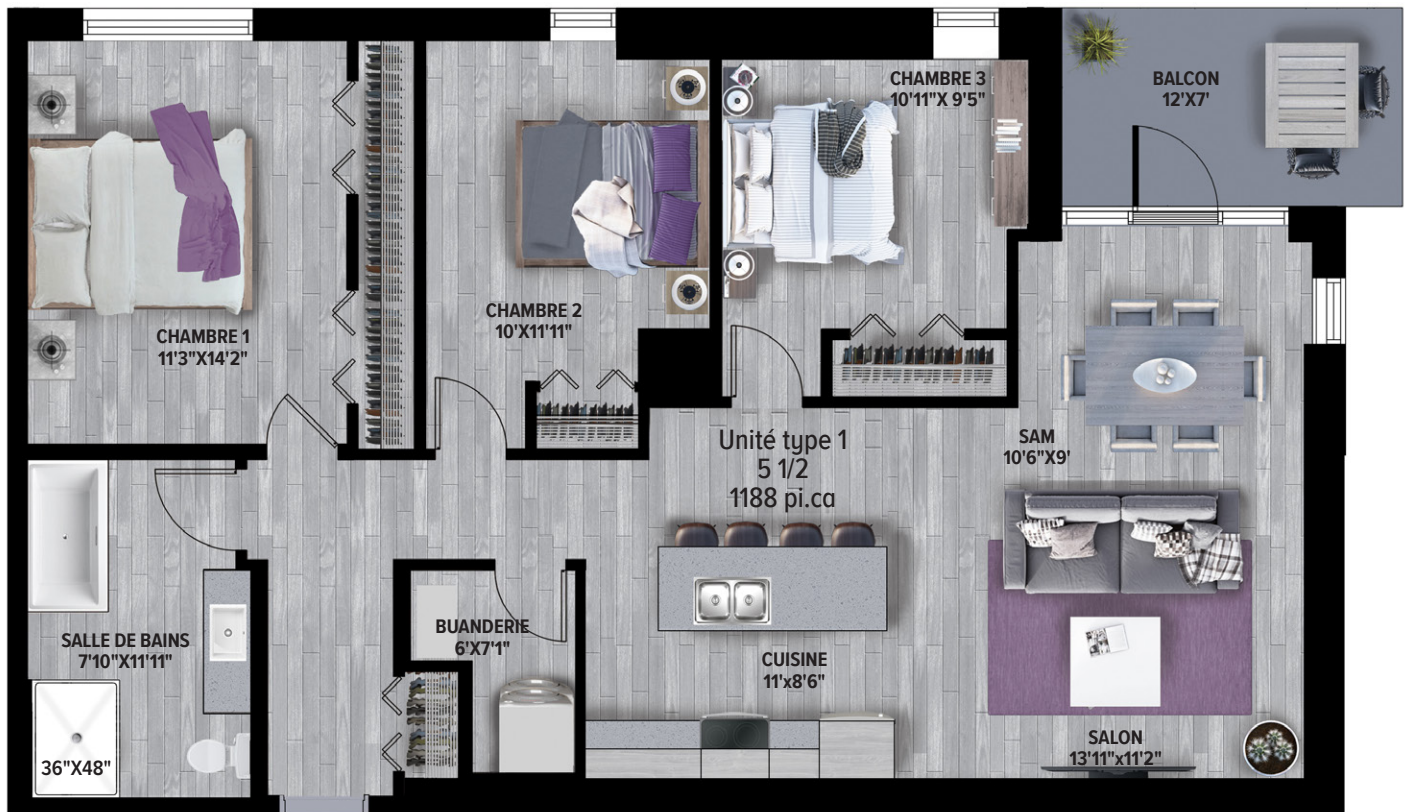 CHAMBRE 3
10'11"X 9'5"
BALCON
12'X7'
CHAMBRE 1
11'3"X14'2"
CHAMBRE 2
10'X11'11"
Unité type 1
5 1/2
1188 pi.ca
SAM
10'6"X9'
SALLE DE BAINS
7'10"X11'11"
BUANDERIE
6'X7'1"
CUISINE
11'x8'6"
SALON
13'11"x11'2"
36"X48"